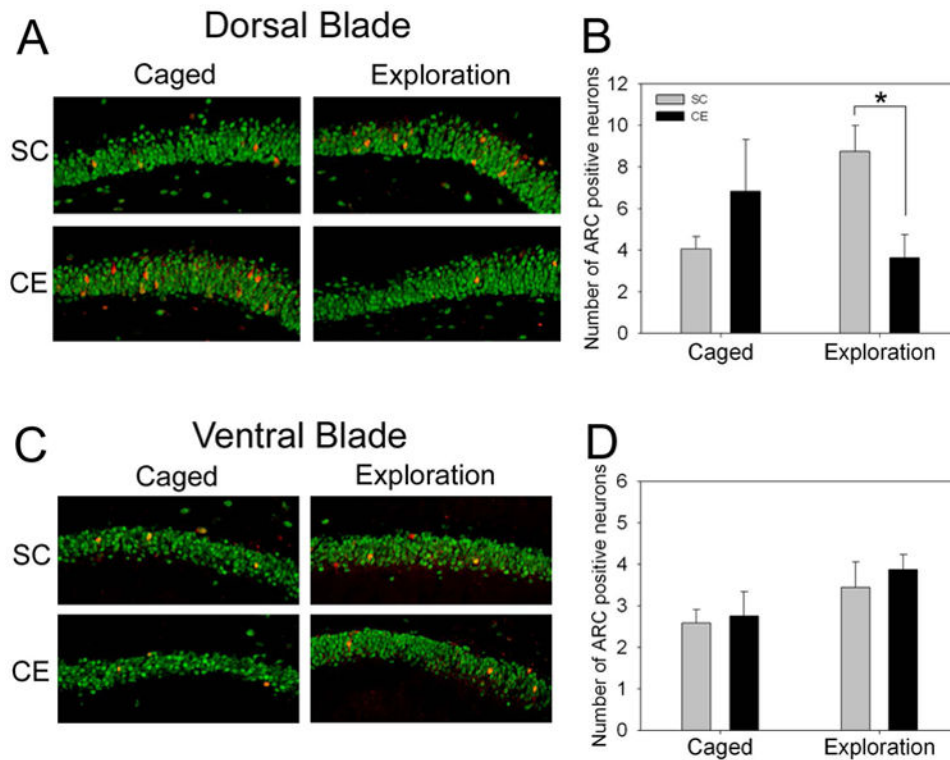 A
Dorsal Blade
Caged
Exploration
SC
CE
B
Number of ARC positive neurons
12
10
8
6
4
2
0
SC
CE
*
Caged
Exploration
C
Ventral Blade
Caged
Exploration
SC
CE
D
Number of ARC positive neurons
6
5
4
3
2
1
0
Caged
Exploration